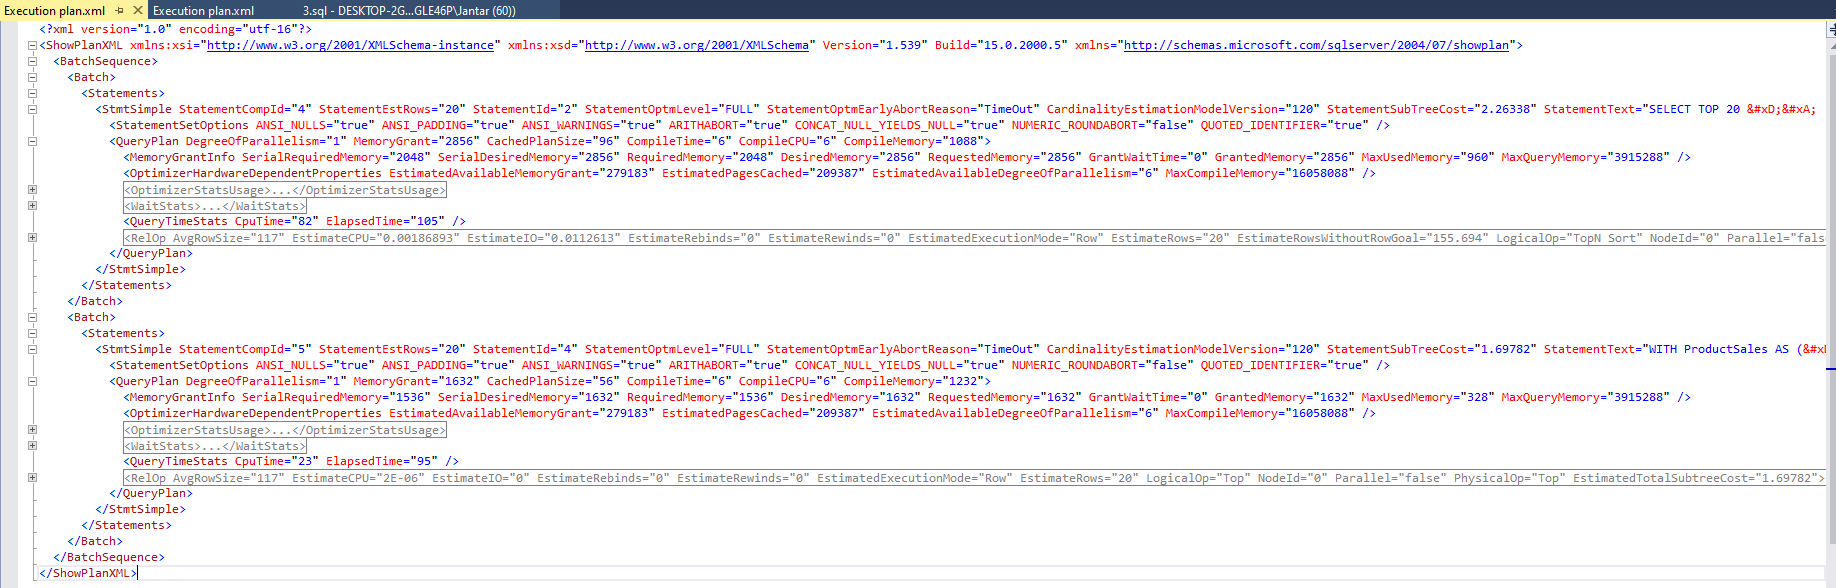 Execution plan.xml Execution plan.xml 3.sql - DESKTOP-2G...GLE46P\Jantar (60))
<?xml version="1.0" encoding="utf-16"?>
<ShowPlanXML xmlns:xsi="http://www.w3.org/2001/XMLSchema-instance" xmlns:xsd="http://www.w3.org/2001/XMLSchema" Version="1.539" Build="15.0.2000.5" xmlns="http://schemas.microsoft.com/sqlserver/2004/07/showplan">
<BatchSequence>
<Batch>
<Statements>
<StmtSimple StatementCompId="4" StatementEstRows="20" StatementId="2" StatementOptmLevel="FULL" StatementOptmEarlyAbortReason="TimeOut" CardinalityEstimationModelVersion="120" StatementSubTreeCost="2.26338" StatementText="SELECT TOP 20 &#xD;&#xA;
<StatementSetOptions ANSI_NULLS="true" ANSI_PADDING="true" ANSI_WARNINGS="true" ARITHABORT="true" CONCAT_NULL_YIELDS_NULL="true" NUMERIC_ROUNDABORT="false" QUOTED_IDENTIFIER="true" />
<QueryPlan DegreeOfParallelism="1" MemoryGrant="2856" CachedPlanSize="96" CompileTime="6" CompileCPU="6" CompileMemory="1088">
<MemoryGrantInfo SerialRequiredMemory="2048" SerialDesiredMemory="2856" RequiredMemory="2048" DesiredMemory="2856" RequestedMemory="2856" GrantWaitTime="0" GrantedMemory="2856" MaxUsedMemory="960" MaxQueryMemory="3915288" />
<OptimizerHardwareDependentProperties EstimatedAvailableMemoryGrant="279183" EstimatedPagesCached="209387" EstimatedAvailableDegreeOfParallelism="6" MaxCompileMemory="16058088" />
<OptimizerStatsUsage>...</OptimizerStatsUsage>
<WaitStats>...</WaitStats>
<QueryTimeStats CpuTime="82" ElapsedTime="105" />
<RelOp AvgRowSize="117" EstimateCPU="0.00186893" EstimateIO="0.0112613" EstimateRebinds="0" EstimateRewinds="0" EstimatedExecutionMode="Row" EstimateRows="20" EstimateRowsWithoutRowGoal="155.694" LogicalOp="TopN Sort" NodeId="0" Parallel="fals
</QueryPlan>
</StmtSimple>
</Statements>
</Batch>
<Batch>
<Statements>
<StmtSimple StatementCompId="5" StatementEstRows="20" StatementId="4" StatementOptmLevel="FULL" StatementOptmEarlyAbortReason="TimeOut" CardinalityEstimationModelVersion="120" StatementSubTreeCost="1.69782" StatementText="WITH ProductSales AS (&#x
<StatementSetOptions ANSI_NULLS="true" ANSI_PADDING="true" ANSI_WARNINGS="true" ARITHABORT="true" CONCAT_NULL_YIELDS_NULL="true" NUMERIC_ROUNDABORT="false" QUOTED_IDENTIFIER="true" />
<QueryPlan DegreeOfParallelism="1" MemoryGrant="1632" CachedPlanSize="56" CompileTime="6" CompileCPU="6" CompileMemory="1232">
<MemoryGrantInfo SerialRequiredMemory="1536" SerialDesiredMemory="1632" RequiredMemory="1536" DesiredMemory="1632" RequestedMemory="1632" GrantWaitTime="0" GrantedMemory="1632" MaxUsedMemory="328" MaxQueryMemory="3915288" />
<OptimizerHardwareDependentProperties EstimatedAvailableMemoryGrant="279183" EstimatedPagesCached="209387" EstimatedAvailableDegreeOfParallelism="6" MaxCompileMemory="16058088" />
<OptimizerStatsUsage>...</OptimizerStatsUsage>
<WaitStats>...</WaitStats>
<QueryTimeStats CpuTime="23" ElapsedTime="95" />
<RelOp AvgRowSize="117" EstimateCPU="2E-06" EstimateIO="0" EstimateRebinds="0" EstimateRewinds="0" EstimatedExecutionMode="Row" EstimateRows="20" LogicalOp="Top" NodeId="0" Parallel="false" PhysicalOp="Top" EstimatedTotalSubtreeCost="1.69782">
</QueryPlan>
</StmtSimple>
</Statements>
</Batch>
</BatchSequence>
</ShowPlanXML>